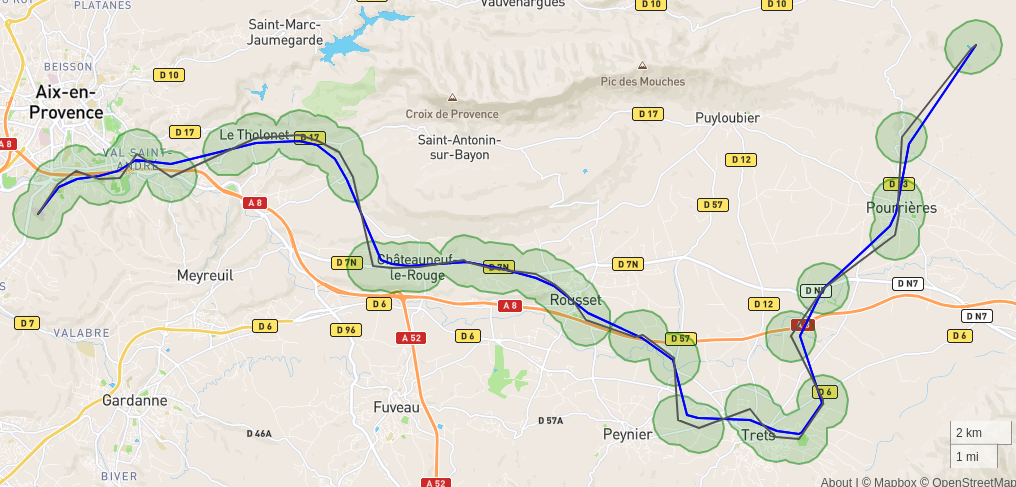 PLATANES
Vauvenargues
D 10
D 10
Saint-Marc-
Jaumegarde
BEISSON
D 10
Aix-en-
Provence
Pic des Mouches
Croix de Provence
D 17
Puyloubier
D 17
Le Tholonet
D 17
A 8
VAL SAINT-
ANDRÉ
Saint-Antonin-
sur-Bayon
D 12
A 8
D 57
Pourrières
D 7N
Châteauneuf-
le-Rouge
D 7N
D 7N
Meyreuil
D N7
D N7
D 6
Rousset
A 8
D 12
D N7
D 7
VALABRE
D 6
D 96
A 52
D 6
D 57
D 6
D 6
Gardanne
Fuveau
D 57A
D 46A
Peynier
Trets
2 km
1 mi
BIVER
A 52
About | © Mapbox © OpenStreetMap